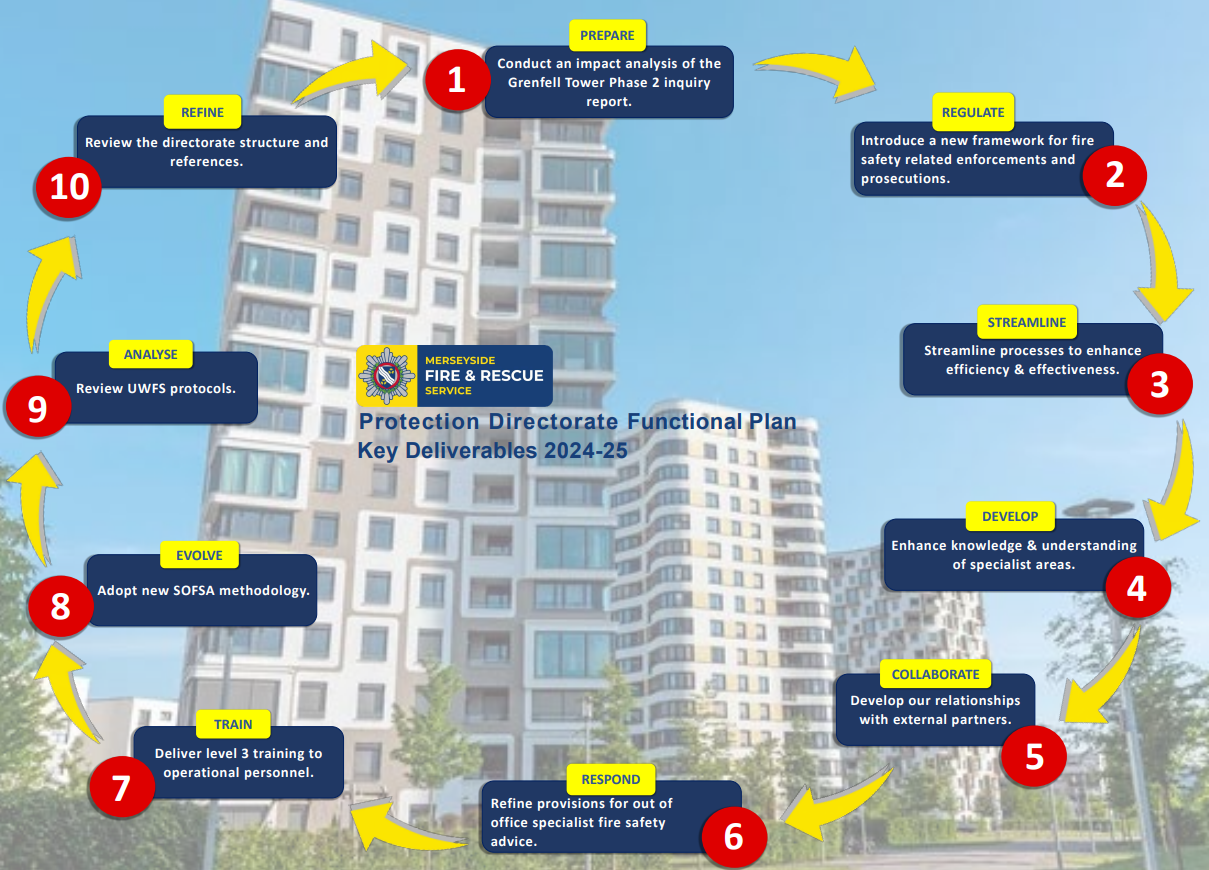 PREPARE
1
Conduct an impact analysis of the
Grenfell Tower Phase 2 inquiry
report.
REGULATE
Introduce a new framework for fire
safety related enforcements and
prosecutions.
2
STREAMLINE
Streamline processes to enhance
efficiency & effectiveness.
3
DEVELOP
Enhance knowledge & understanding
of specialist areas.
4
COLLABORATE
Develop our relationships
with external partners.
5
RESPOND
Refine provisions for out of
office specialist fire safety
advice.
6
TRAIN
Deliver level 3 training to
operational personnel.
7
EVOLVE
Adopt new SOFSA methodology.
8
ANALYSE
Review UWFS protocols.
9
REFINE
Review the directorate structure and
references.
10
MERSEYSIDE
FIRE & RESCUE
SERVICE
Protection Directorate Functional Plan
Key Deliverables 2024-25